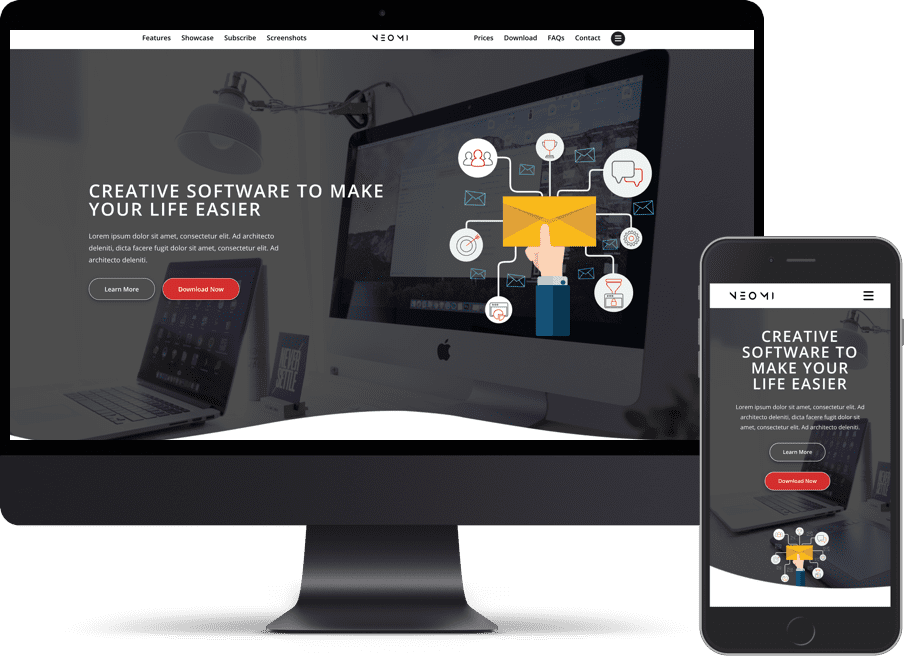 Features Showcase Subscribe Screenshots NEOMI Prices Download FAQs Contact
CREATIVE SOFTWARE TO MAKE
YOUR LIFE EASIER
Lorem ipsum dolor sit amet, consectetur elit. Ad architecto
deleniti, dicta facere fugit dolor sit amet, consectetur elit. Ad
architecto deleniti.
Learn More Download Now
NEOMI
CREATIVE
SOFTWARE TO
MAKE YOUR
LIFE EASIER
Lorem ipsum dolor sit amet, consectetur elit. Ad
architecto deleniti, dicta facere fugit dolor sit
amet, consectetur elit. Ad architecto deleniti.
Learn More
Download Now